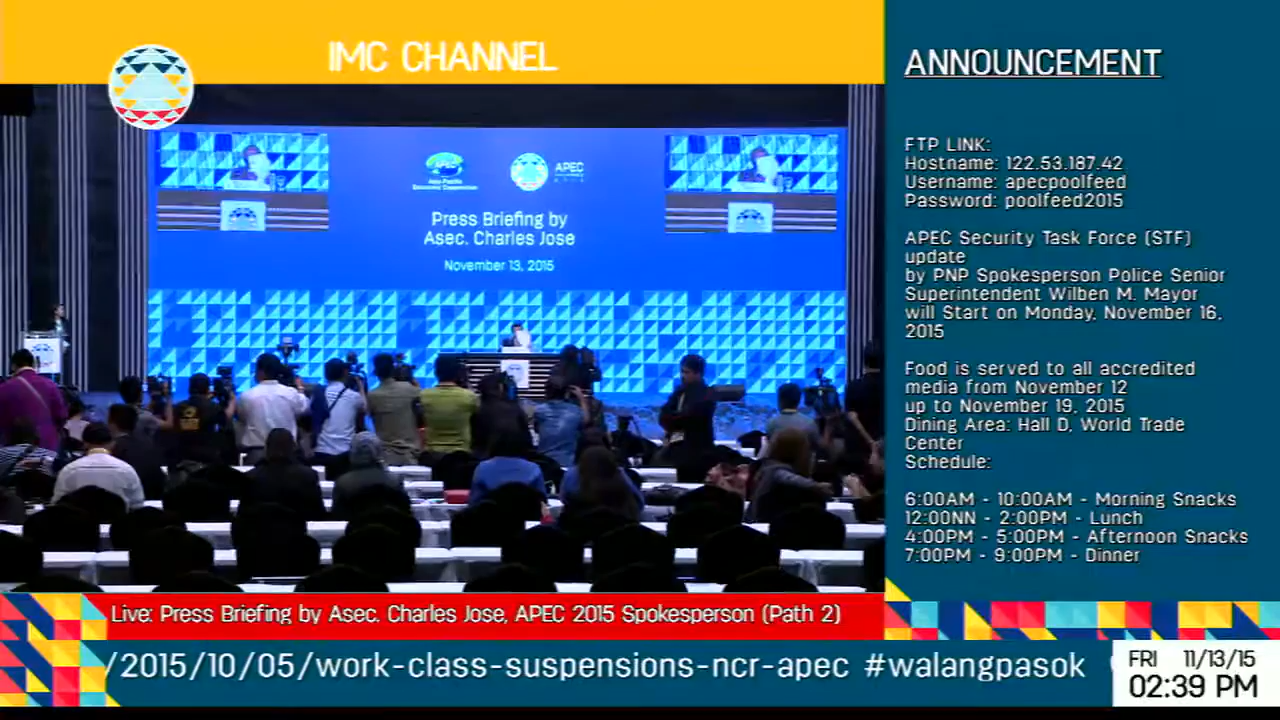 IMC CHANNEL
APEC
Asia-Pacific
Economic Cooperation
APEC
Press Briefing by
Asec. Charles Jose
November 13, 2015
ANNOUNCEMENT
FTP LINK:
Hostname: 122.53.187.42
Username: apecpoolfeed
Password: poolfeed2015
APEC Security Task Force (STF)
update
by PNP Spokesperson Police Senior
Superintendent Wilben M. Mayor
will Start on Monday, November 16,
2015
Food is served to all accredited
media from November 12
up to November 19, 2015
Dining Area: Hall D, World Trade
Center
Schedule:
6:00AM - 10:00AM - Morning Snacks
12:00NN - 2:00PM - Lunch
4:00PM - 5:00PM - Afternoon Snacks
7:00PM - 9:00PM - Dinner
Live: Press Briefing by Asec. Charles Jose, APEC 2015 Spokesperson (Path 2)
/2015/10/05/work-class-suspensions-ncr-apec #walangpasok
FRI 11/13/15
02:39 PM